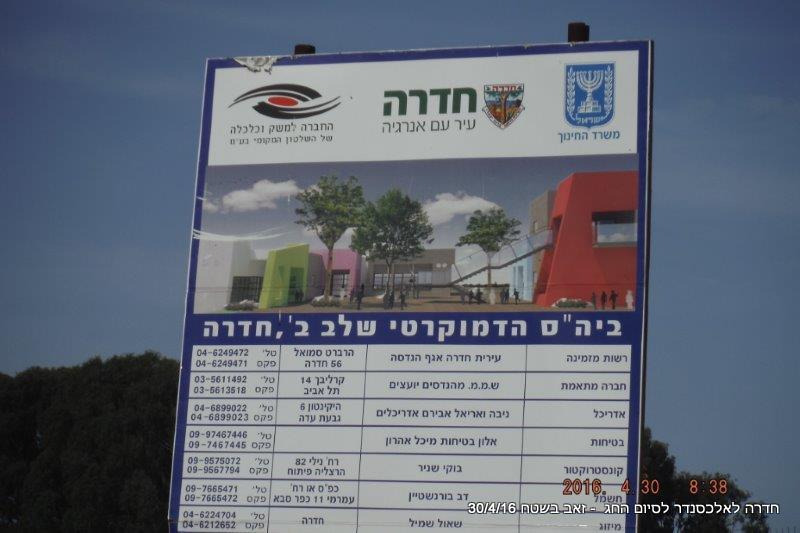 החברה למשק וכלכלה
של השלטון המקומי בע"מ
חדרה
עיר עם אנרגיה
חדרה
ישראל
משרד החינוך
ביה"ס הדמוקרטי שלב ב', חדרה
רשות מזמינה עירית חדרה אגף הנדסה הרברט סמואל 56 חדרה טל' 04-6249472 פקס 04-6249471
חברה מתאמת ש.מ.מ. מהנדסים יועצים קרליבך 14 תל אביב טל' 03-5611492 פקס 03-5613518
אדריכל ניבה ואריאל אבירם אדריכלים היקינטון 6 גבעת עדה טל' 04-6899022 פקס 04-6899023
בטיחות אלון בטיחות מיכל אהרון טל' 09-97467446 פקס 09-7467445
קונסטרוקטור בוקי שניר רח' נילי 82 הרצליה פיתוח טל' 09-9575072 פקס 09-9567794
חשמל דב בורנשטיין כפ"ס או רח' עמרמי 11 כפר סבא טל' 09-7665471 פקס 09-7665472
מיזוג שאול שמיל חדרה טל' 04-6224704 פקס 04-6212652
2016 4.30 8:38
חדרה לאלכסנדר לסיום החג - זאב בשטח 30/4/16